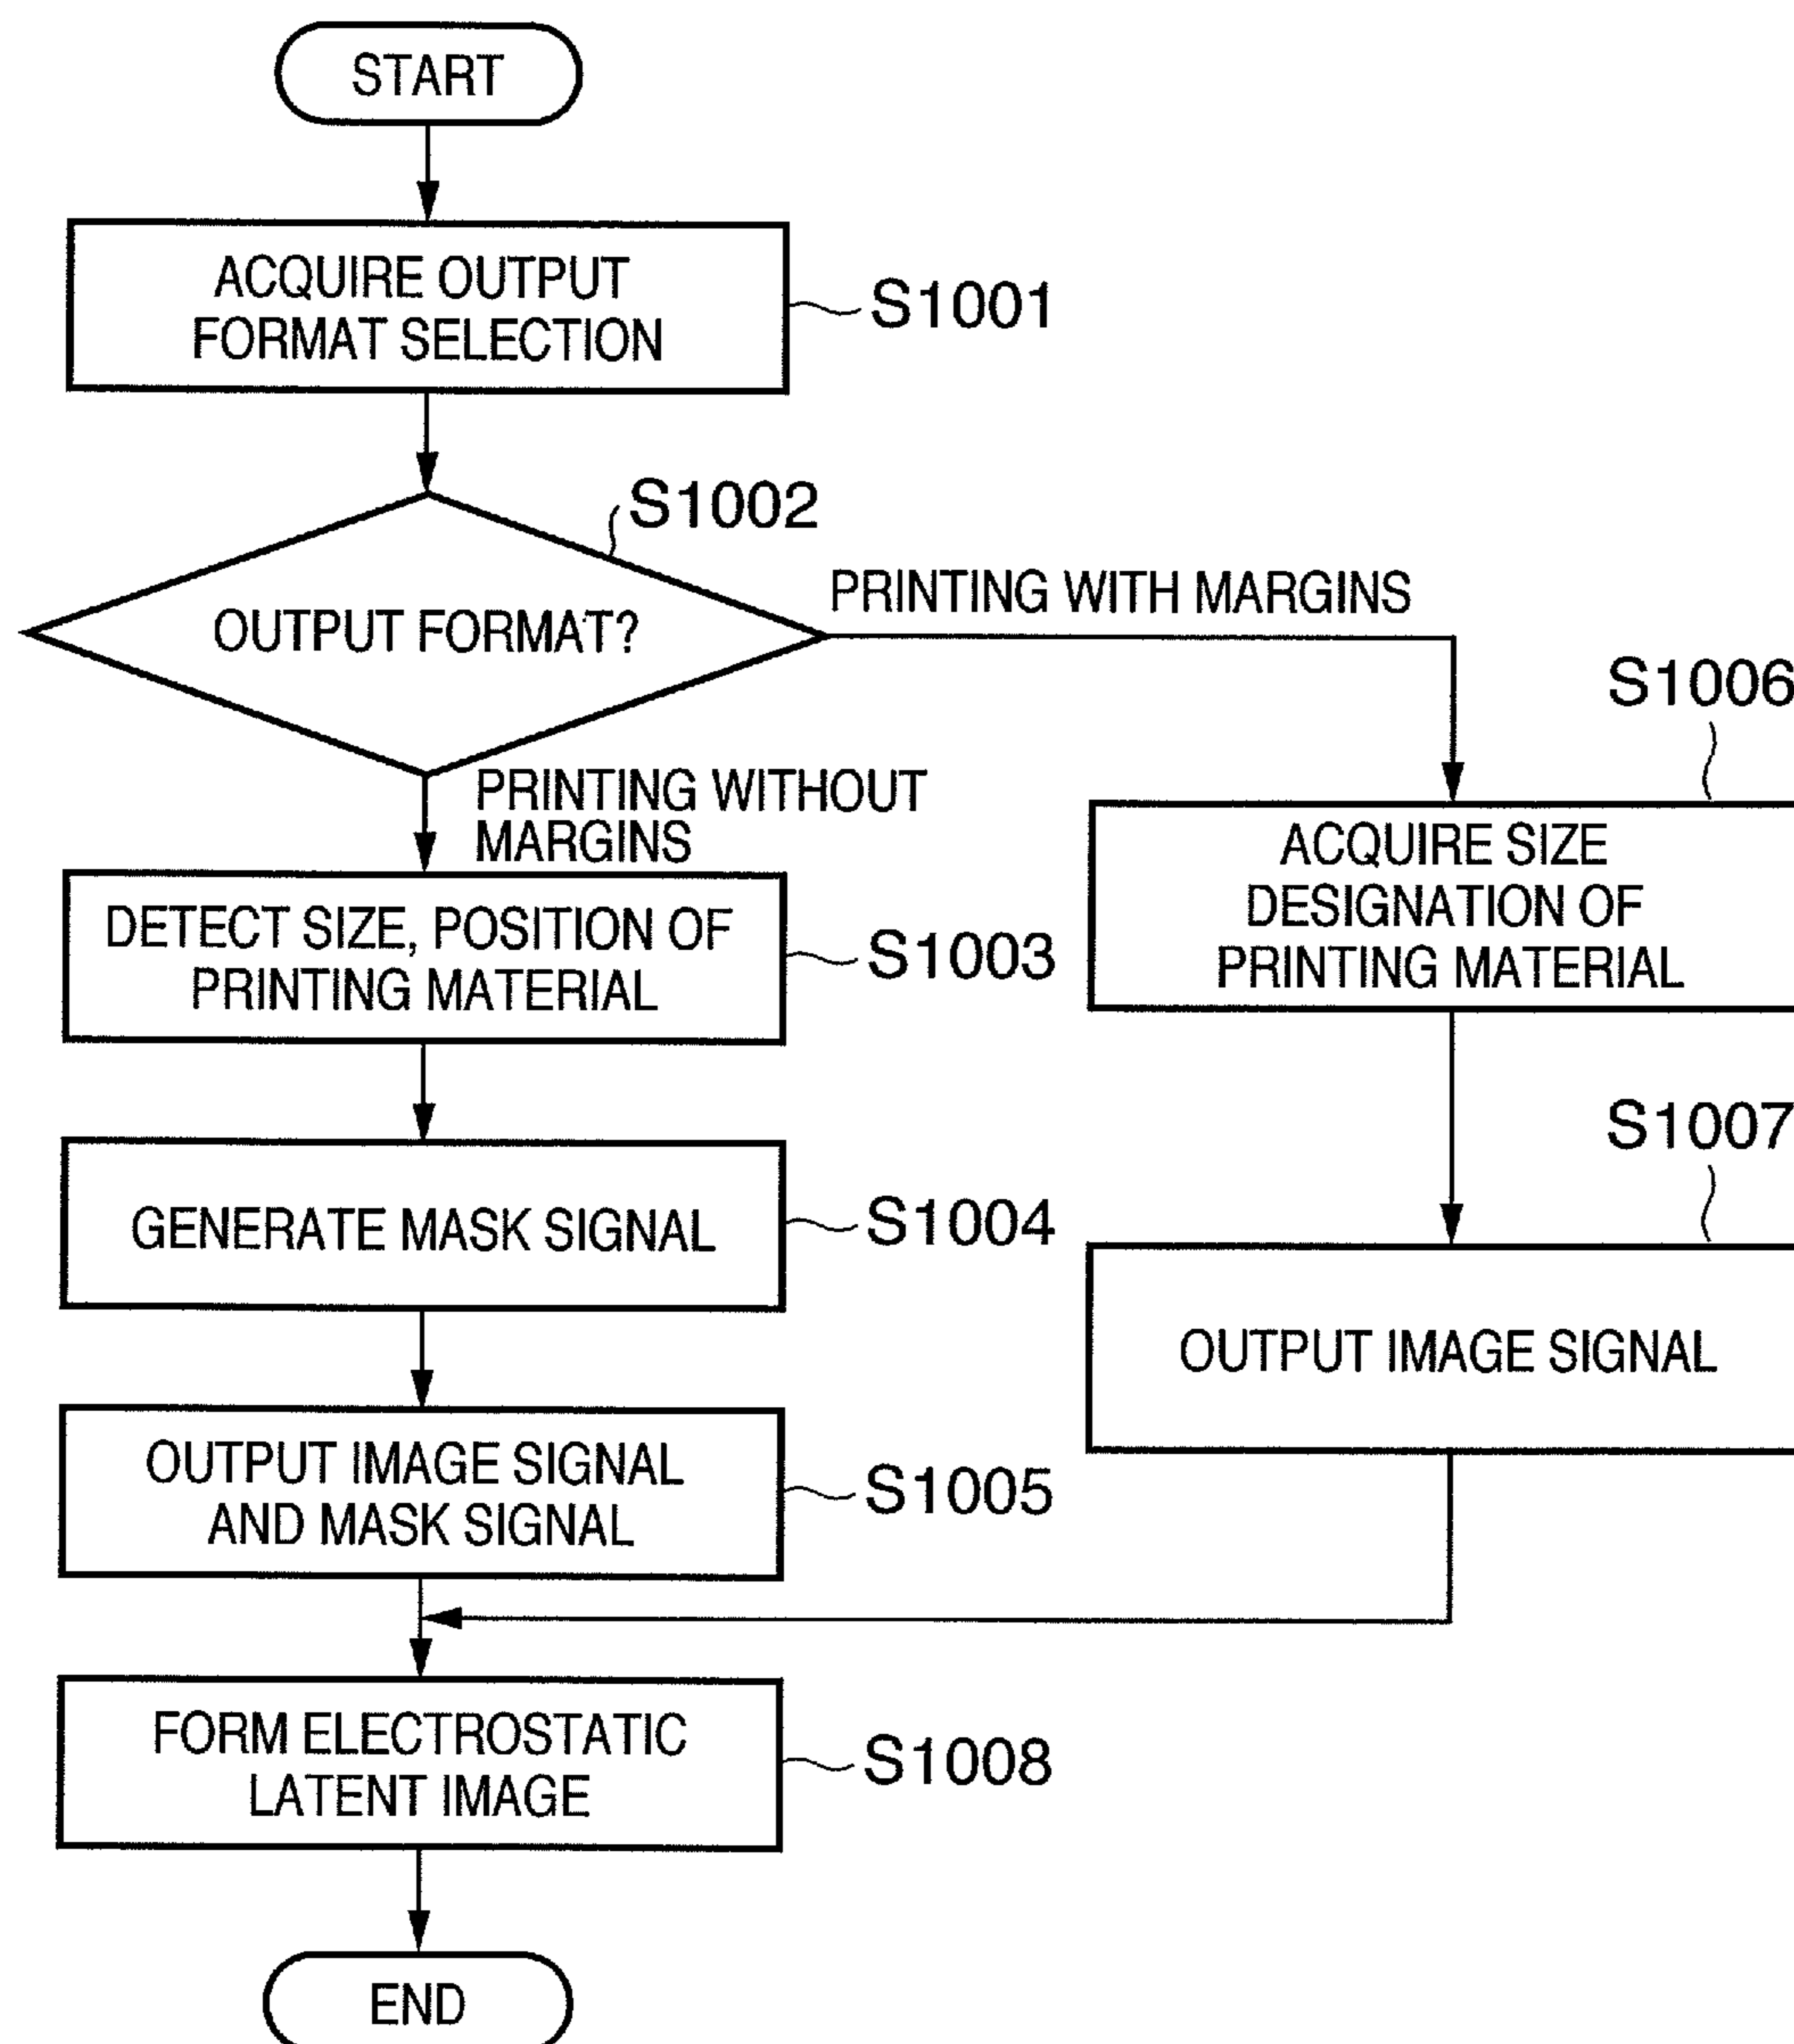 START
ACQUIRE OUTPUT
FORMAT SELECTION
S1001
S1002
OUTPUT FORMAT?
PRINTING WITH MARGINS
PRINTING WITHOUT
MARGINS
S1006
ACQUIRE SIZE
DESIGNATION OF
PRINTING MATERIAL
DETECT SIZE, POSITION OF
PRINTING MATERIAL
S1003
S1007
GENERATE MASK SIGNAL
S1004
OUTPUT IMAGE SIGNAL
OUTPUT IMAGE SIGNAL
AND MASK SIGNAL
S1005
FORM ELECTROSTATIC
LATENT IMAGE
S1008
END